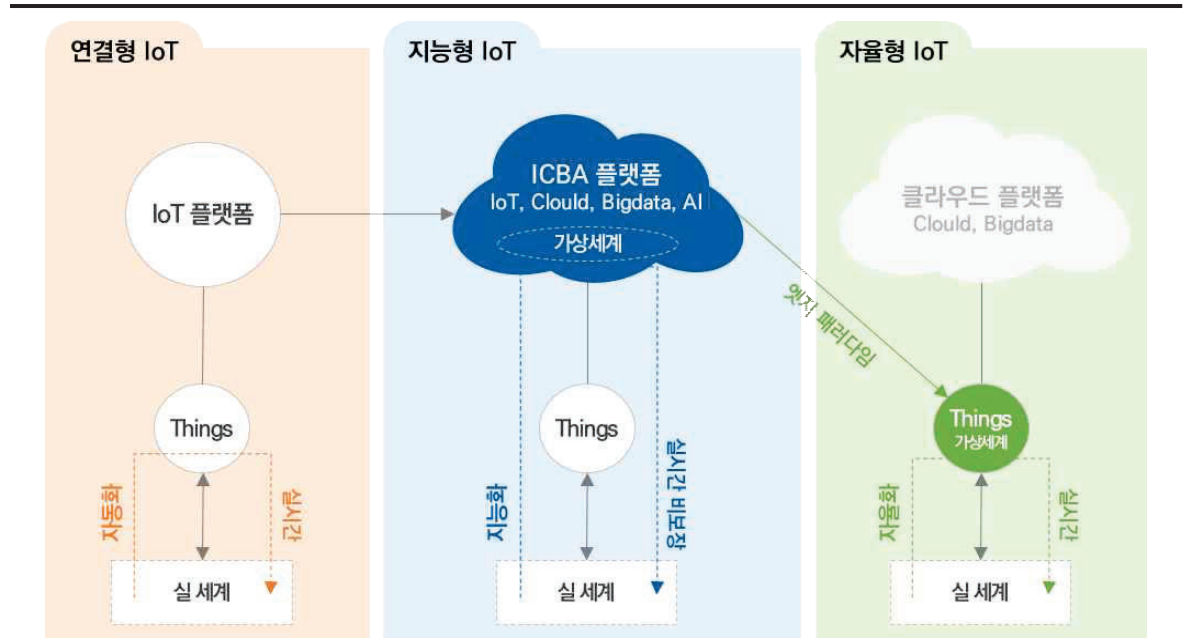 연결형 IoT
IoT 플랫폼
Things
자동화
실시간
실 세계
지능형 IoT
ICBA 플랫폼
IoT, Clould, Bigdata, AI
가상세계
Things
지능화
실시간 비보장
실 세계
엣지 패러다임
자율형 IoT
클라우드 플랫폼
Clould, Bigdata
Things
가상세계
자율화
실시간
실 세계